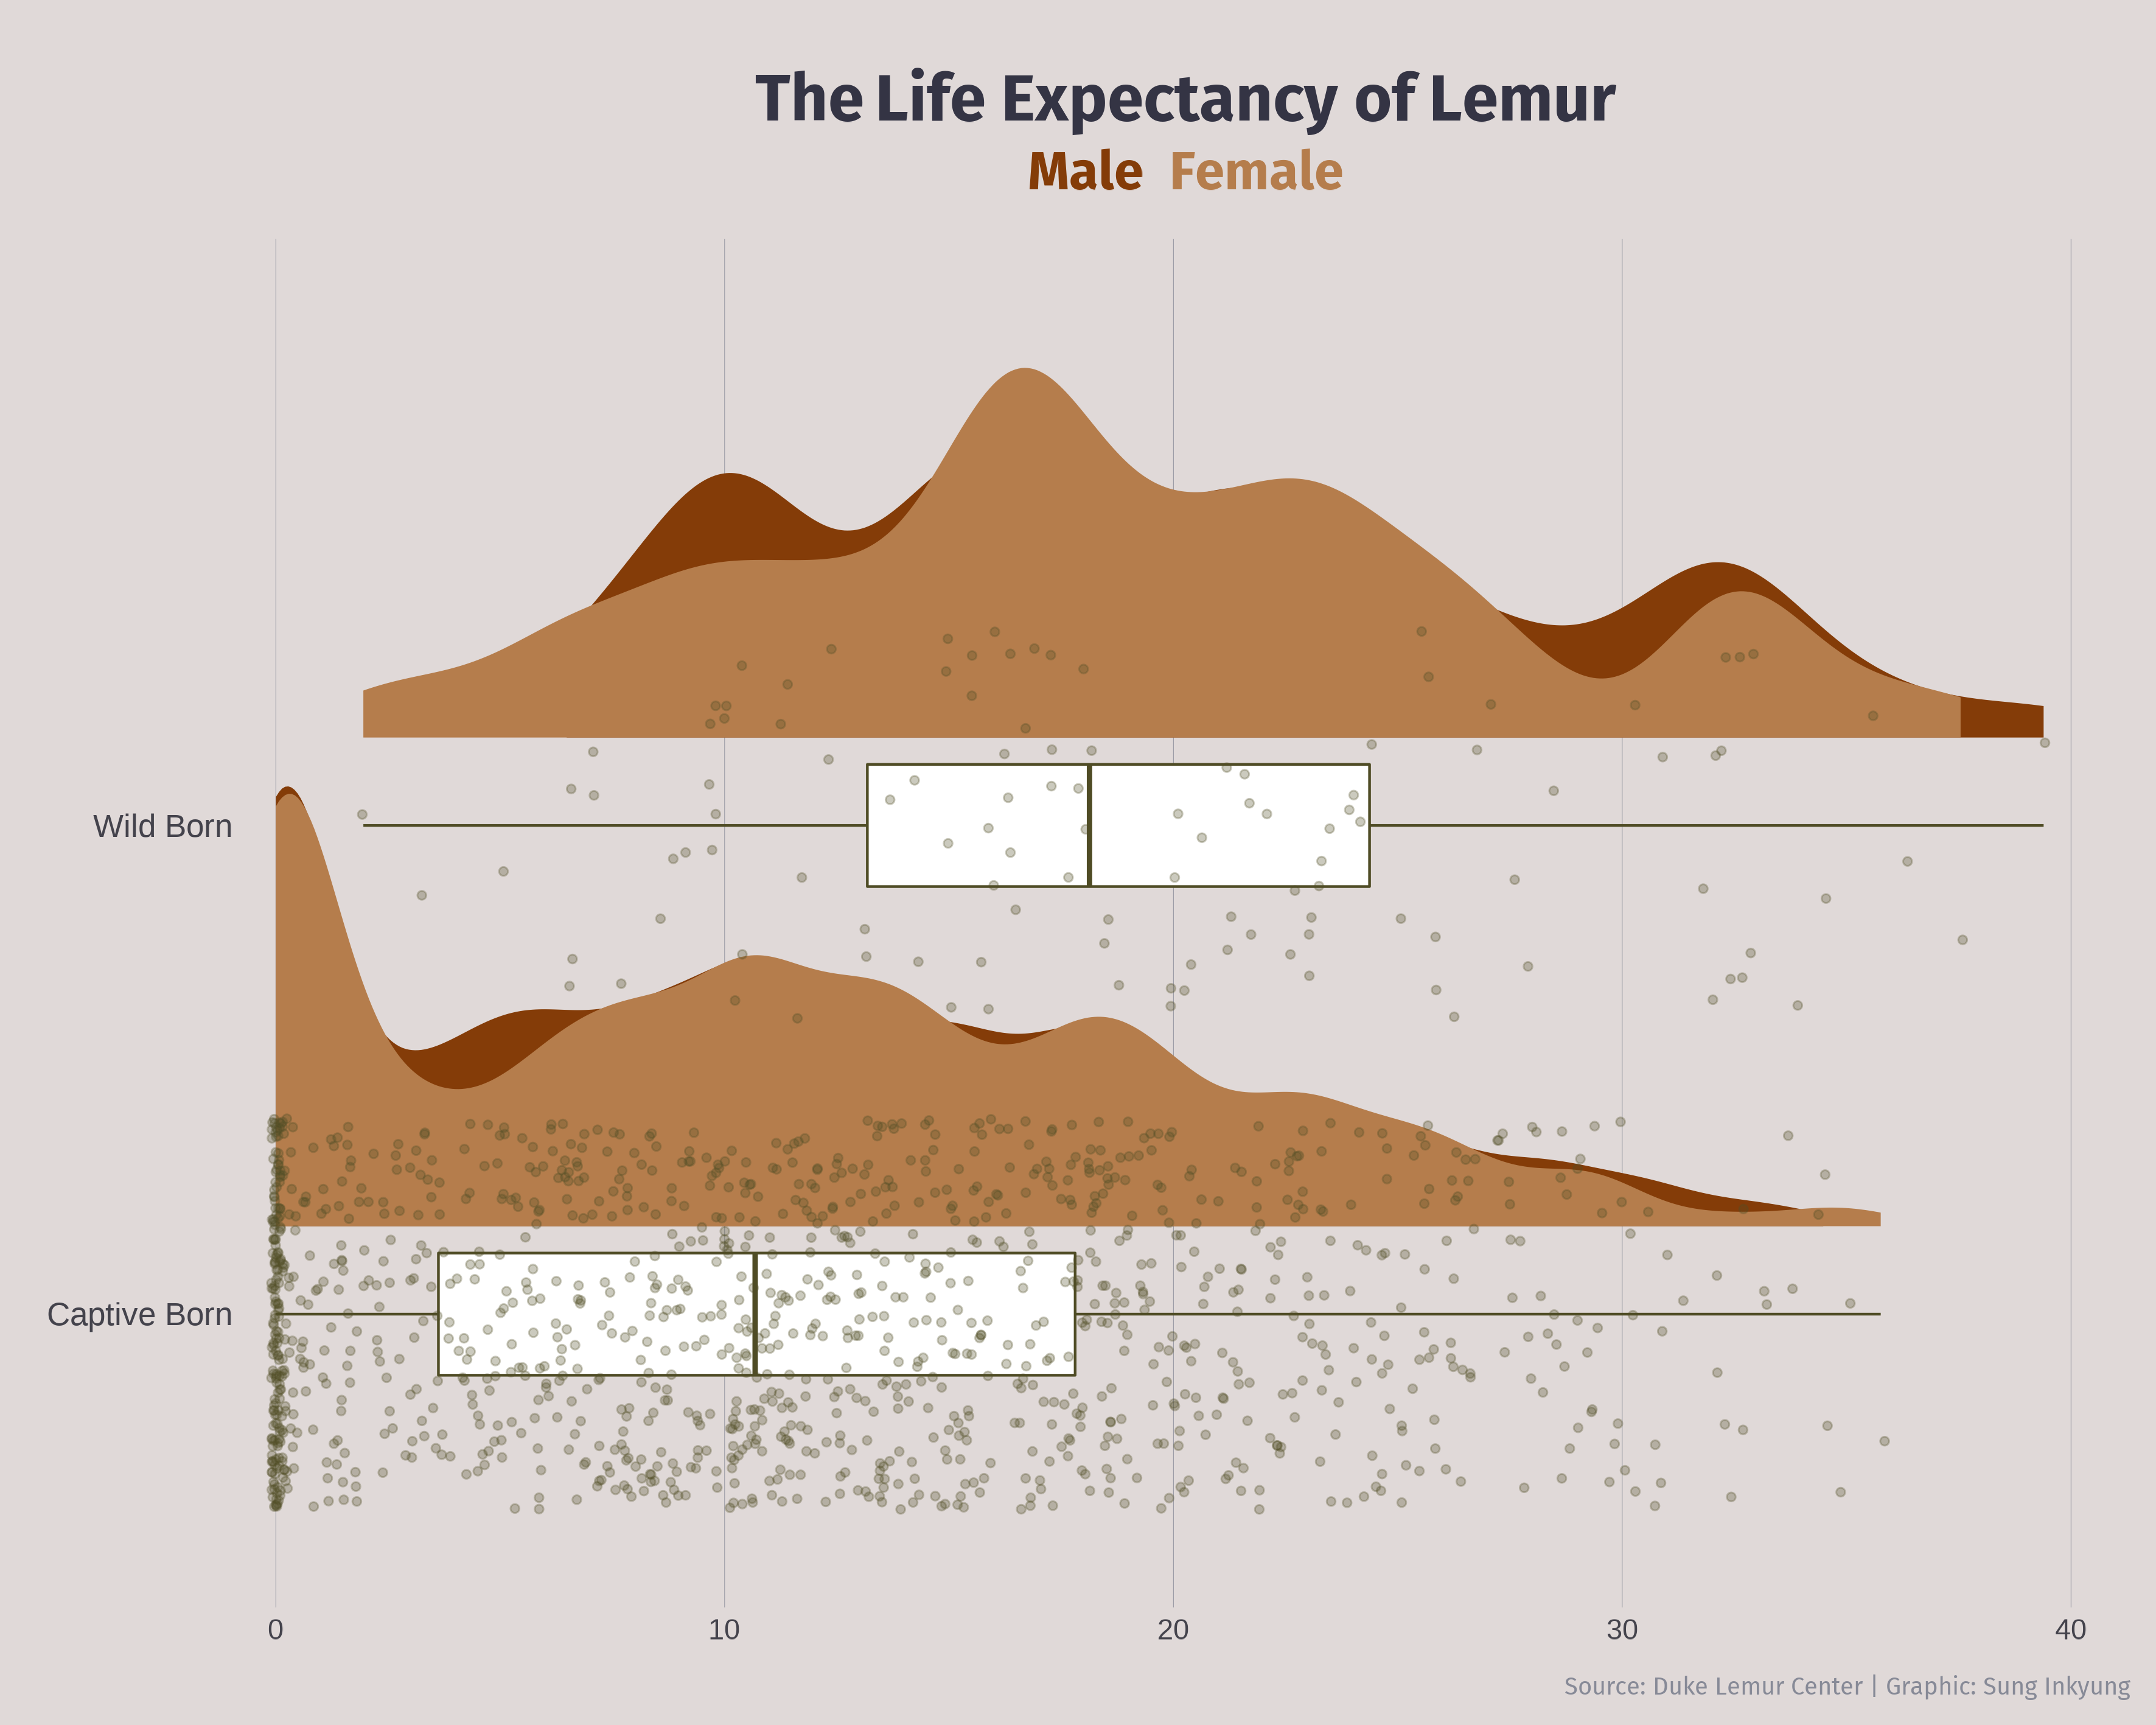 The Life Expectancy of Lemur
Male Female
Wild Born
Captive Born
0 10 20 30 40
Source: Duke Lemur Center | Graphic: Sung Inkyung